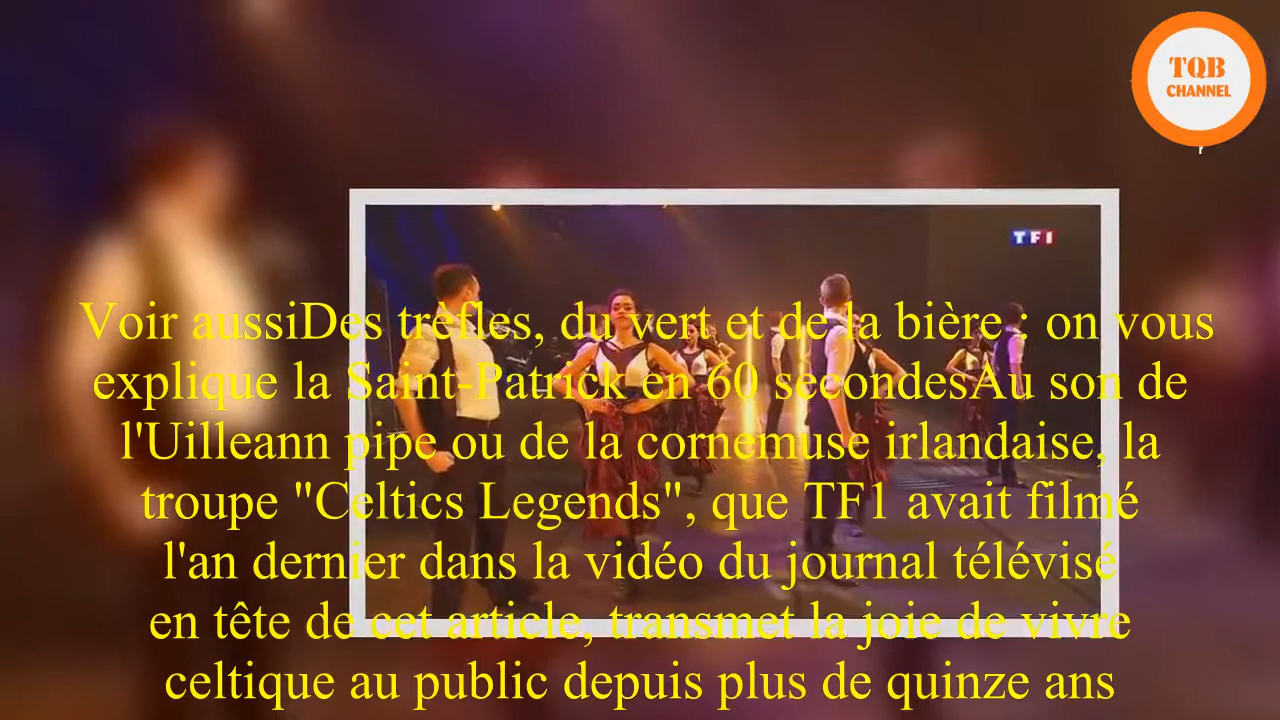 TQB
CHANNEL
TF1
Voir aussiDes trèfles, du vert et de la bière : on vous
explique la Saint-Patrick en 60 secondesAu son de
l'Uilleann pipe ou de la cornemuse irlandaise, la
troupe "Celtics Legends", que TF1 avait filmé
l'an dernier dans la vidéo du journal télévisé
en tête de cet article, transmet la joie de vivre
celtique au public depuis plus de quinze ans